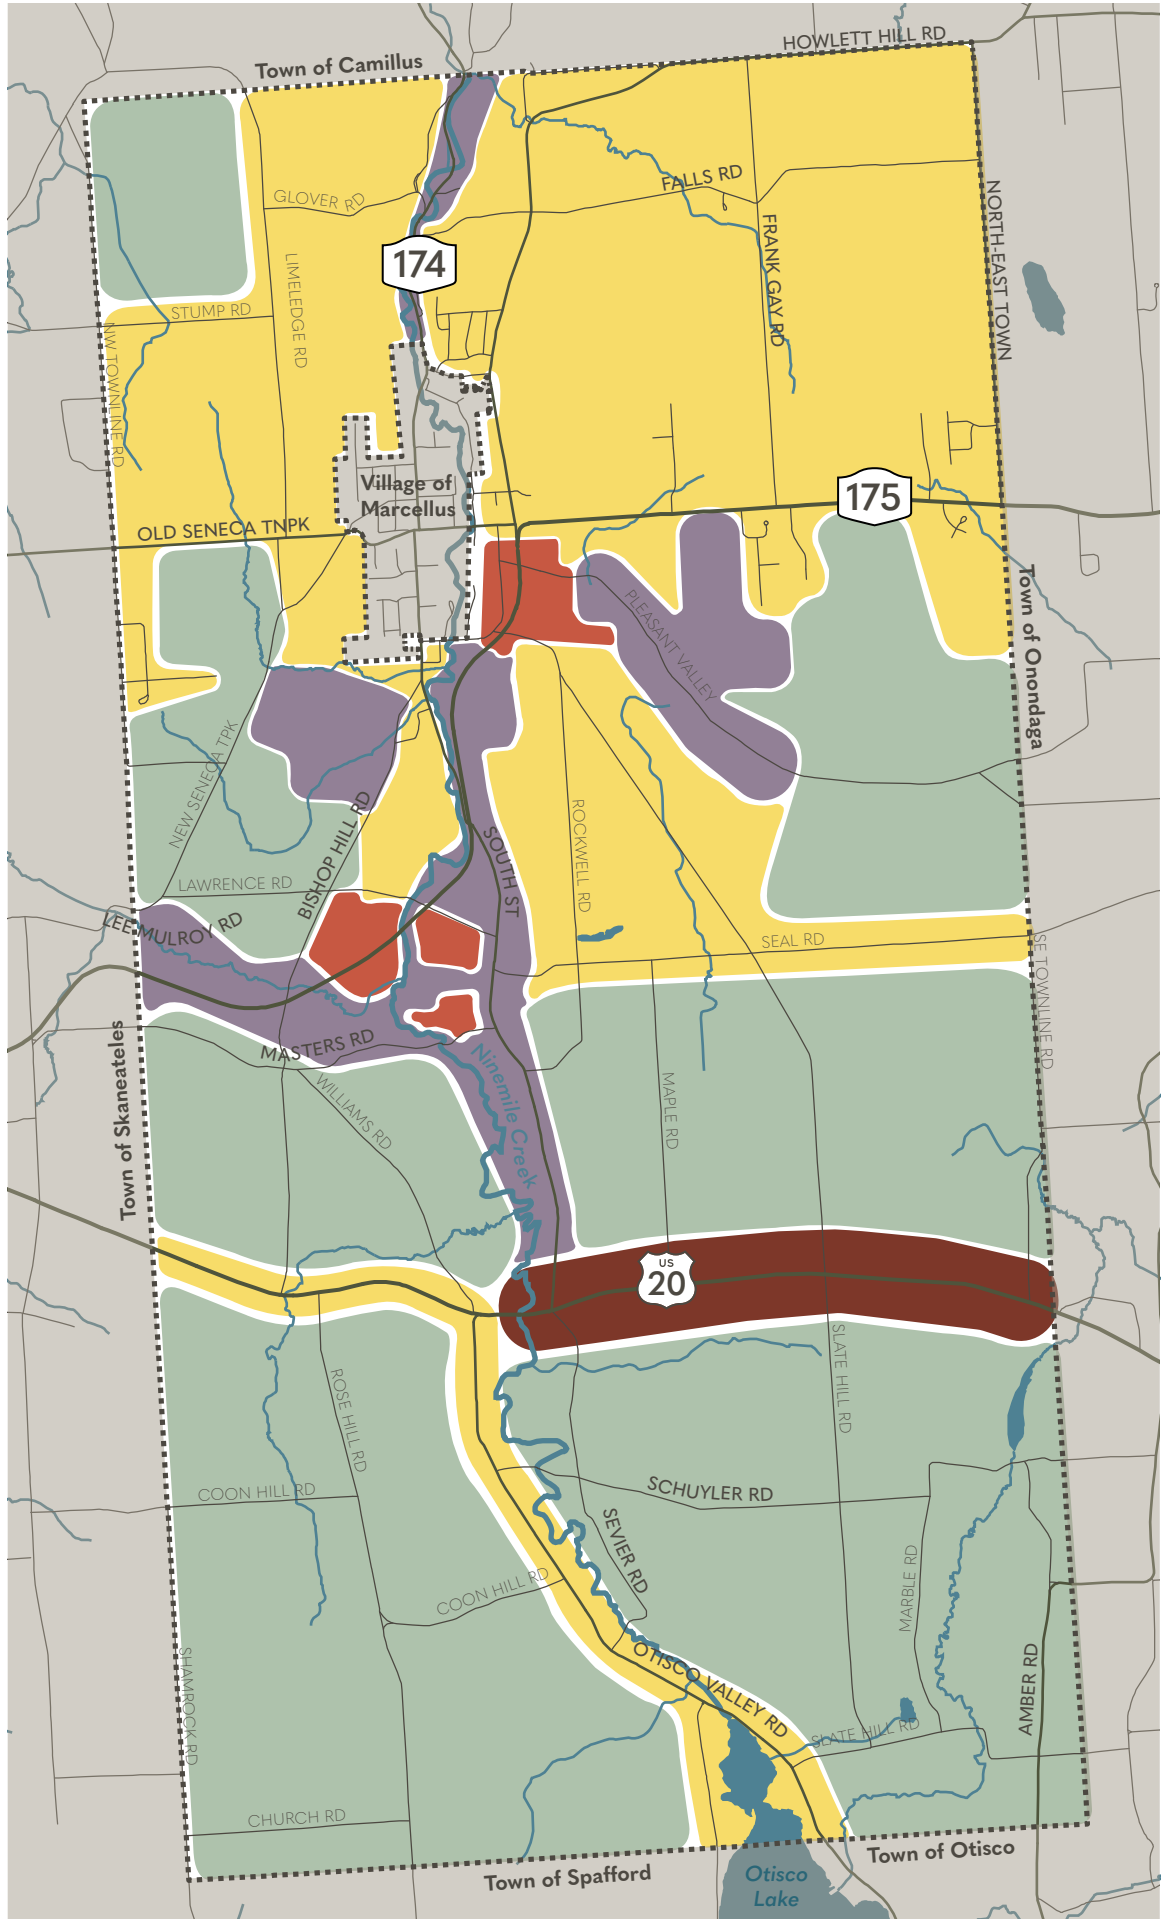 HOWLETT HILL RD
Town of Camillus
FALLS RD
GLOVER RD
NORTH-EAST TOWN
FRANK GAY RD
174
LIMELEDGE RD
STUMP RD
NW TOWNLINE RD
Village of
Marcellus
175
OLD SENECA TNPK
Town of Onondaga
PLEASANT VALLEY
NEW SENECA TPK
BISHOP HILL RD
ROCKWELL RD
SOUTH ST
LAWRENCE RD
LEE MULROY RD
SEAL RD
SE TOWNLINE RD
Town of Skaneateles
MASTERS RD
Ninemile Creek
WILLIAMS RD
MAPLE RD
US
20
SLATE HILL RD
ROSE HILL RD
COON HILL RD
SCHUYLER RD
SEVIER RD
COON HILL RD
MARBLE RD
SHAMROCK RD
OTISCO VALLEY RD
AMBER RD
SLATE HILL RD
CHURCH RD
Town of Otisco
Town of Spafford
Otisco
Lake